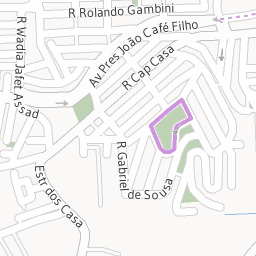 R Rolando Gambini
Av Pres João Café Filho
R Cap Casa
R Wadia Jafet Assad
R Gabriel
de Sousa
Estr dos Casa